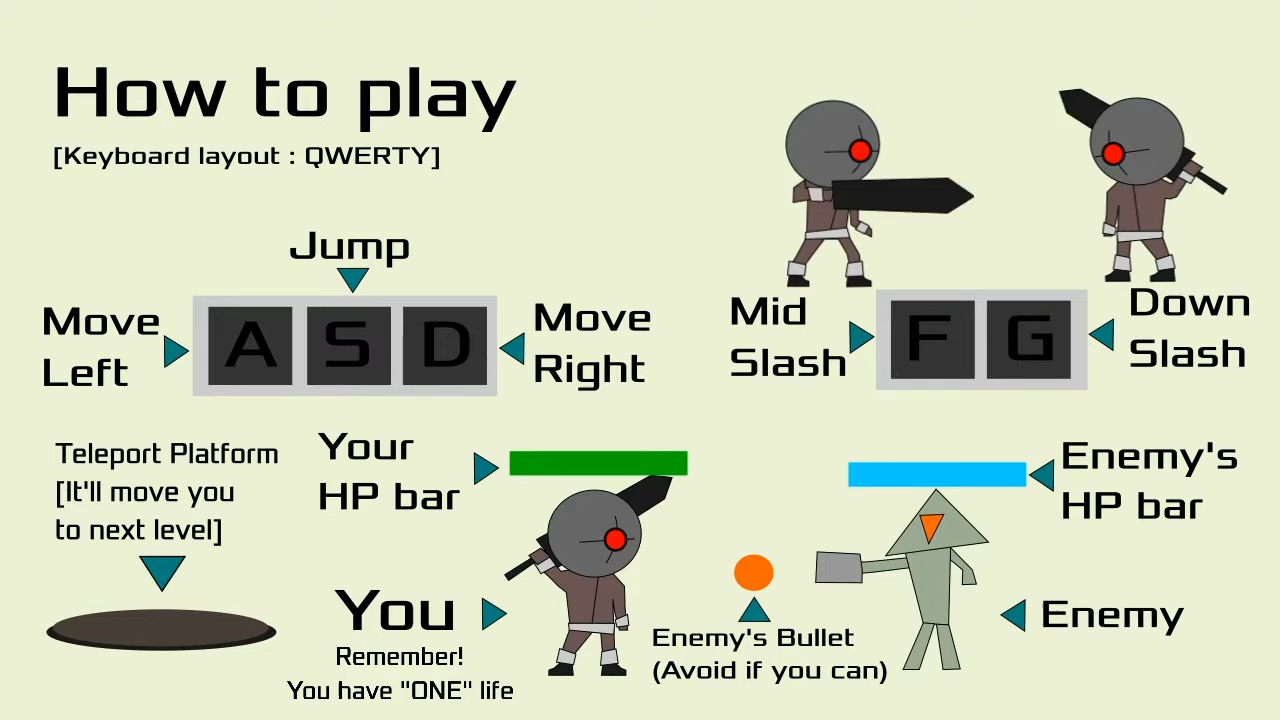 How to play
[Keyboard layout : QWERTY]
Jump
Move
Left
A S D
Move
Right
Mid
Slash
F G
Down
Slash
Teleport Platform
[It'll move you
to next level]
Your
HP bar
Enemy's
HP bar
You
Remember!
You have "ONE" life
Enemy's Bullet
(Avoid if you can)
Enemy